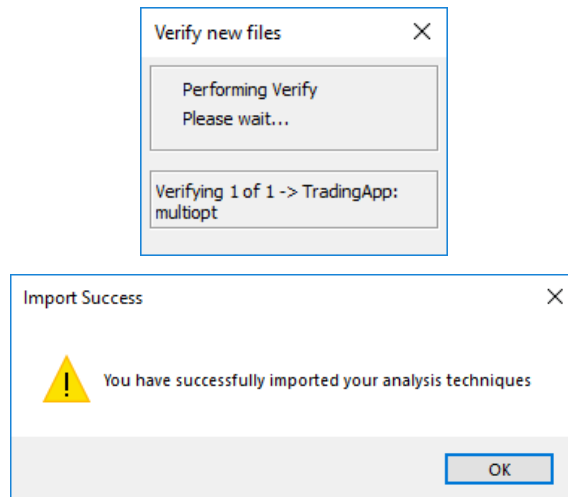 Verify new files
Performing Verify
Please wait...
Verifying 1 of 1 -> TradingApp:
multiopt
Import Success
You have successfully imported your analysis techniques
OK